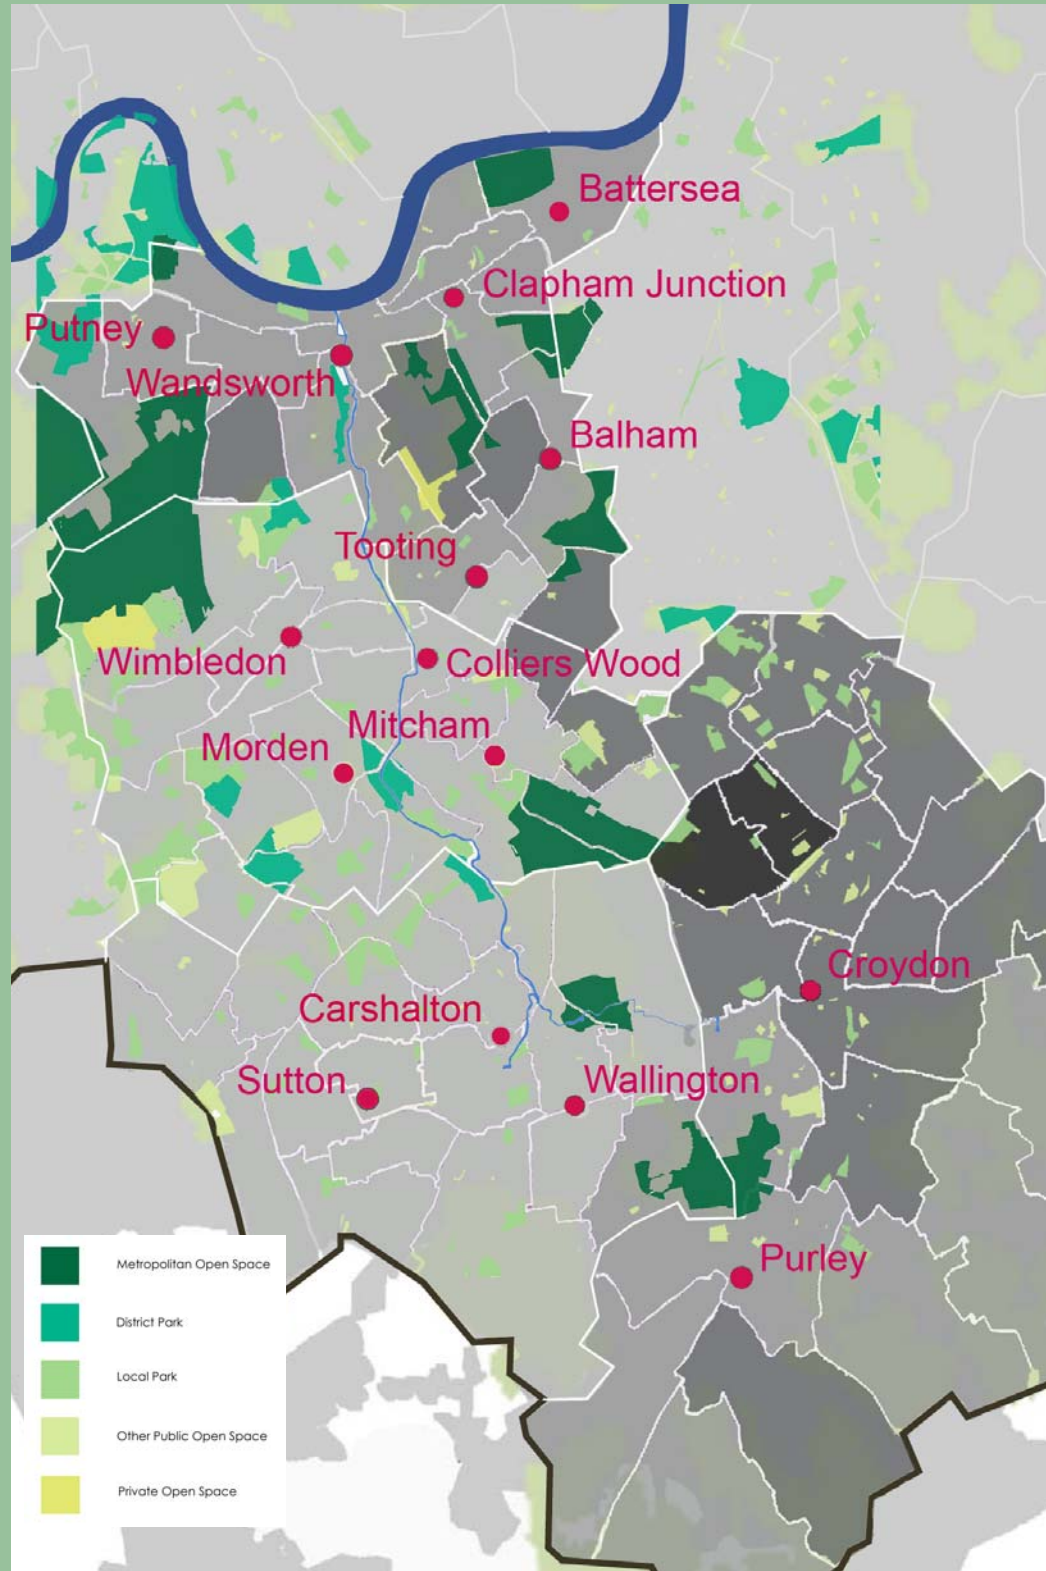 Battersea
Clapham Junction
Putney
Wandsworth
Balham
Tooting
Wimbledon
Colliers Wood
Mitcham
Morden
Croydon
Carshalton
Sutton
Wallington
Purley
Metropolitan Open Space
District Park
Local Park
Other Public Open Space
Private Open Space